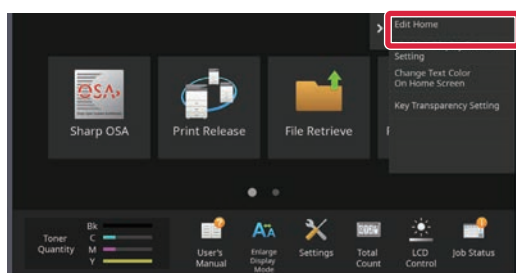 Edit Home
Setting
Change Text Color
On Home Screen
Key Transparency Setting
OSA
Sharp OSA
Print Release
File Retrieve
Toner
Quantity
Bk
C
M
Y
User's
Manual
Enlarge
Display
Mode
Settings
Total
Count
LCD
Control
Job Status